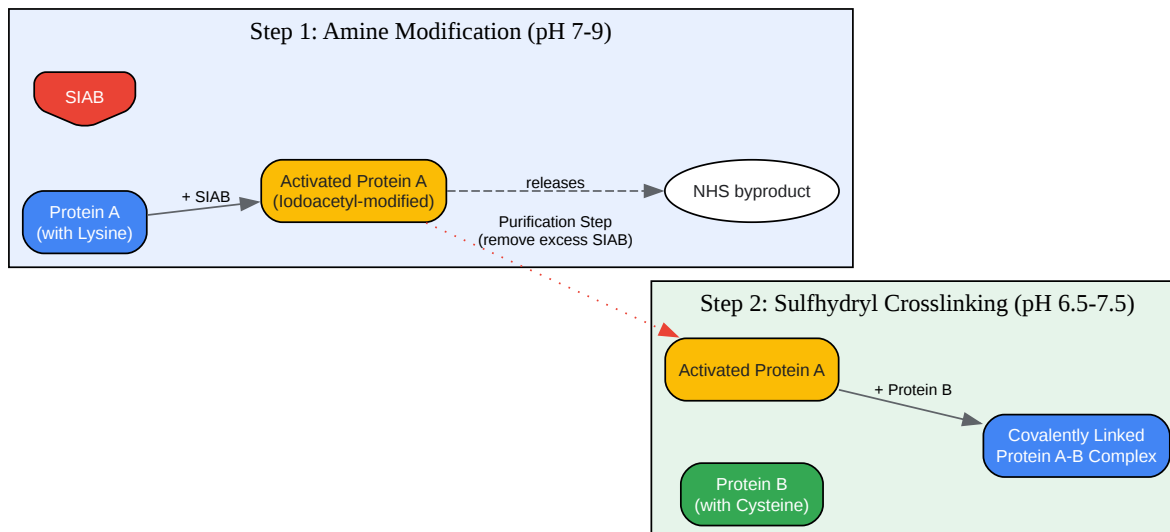 Step 1: Amine Modification (pH 7-9)
SIAB
Protein A
(with Lysine)
+ SIAB
Activated Protein A
(Iodoacetyl-modified)
releases
NHS byproduct
Purification Step
(remove excess SIAB)
Step 2: Sulfhydryl Crosslinking (pH 6.5-7.5)
Activated Protein A
+ Protein B
Covalently Linked
Protein A-B Complex
Protein B
(with Cysteine)